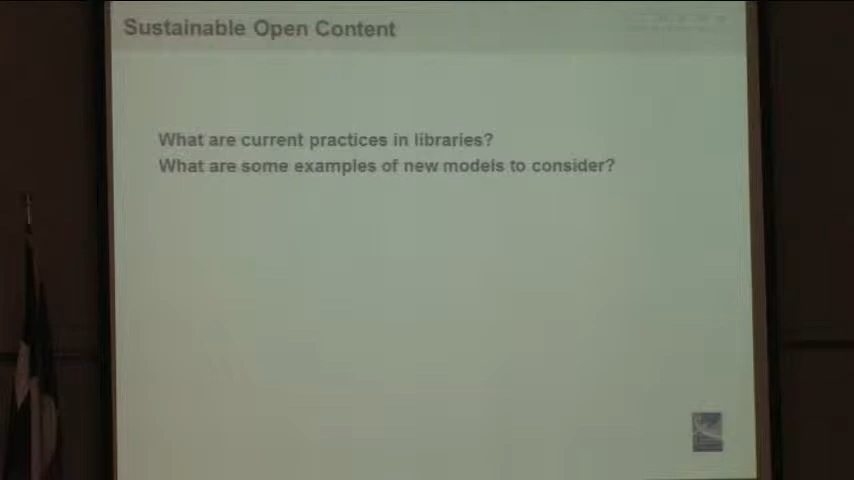 Sustainable Open Content
What are current practices in libraries?
What are some examples of new models to consider?